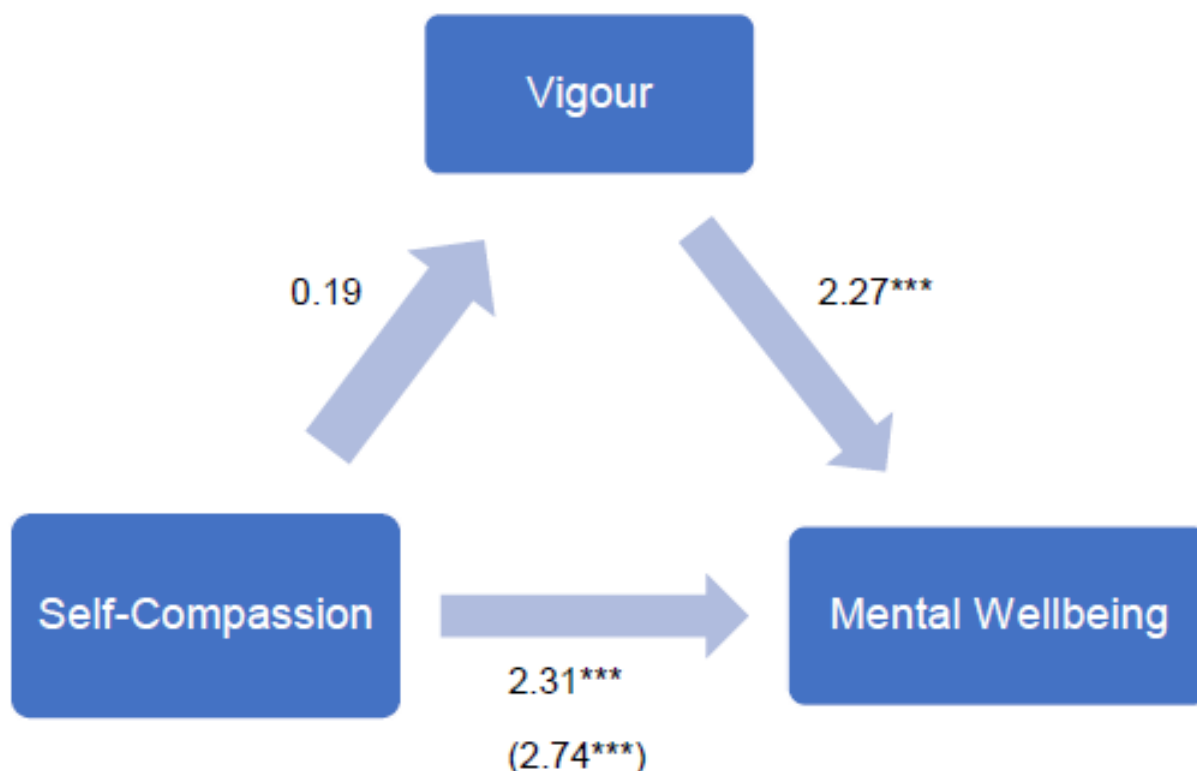 Vigour
0.19
2.27***
Self-Compassion
Mental Wellbeing
2.31***
(2.74***)